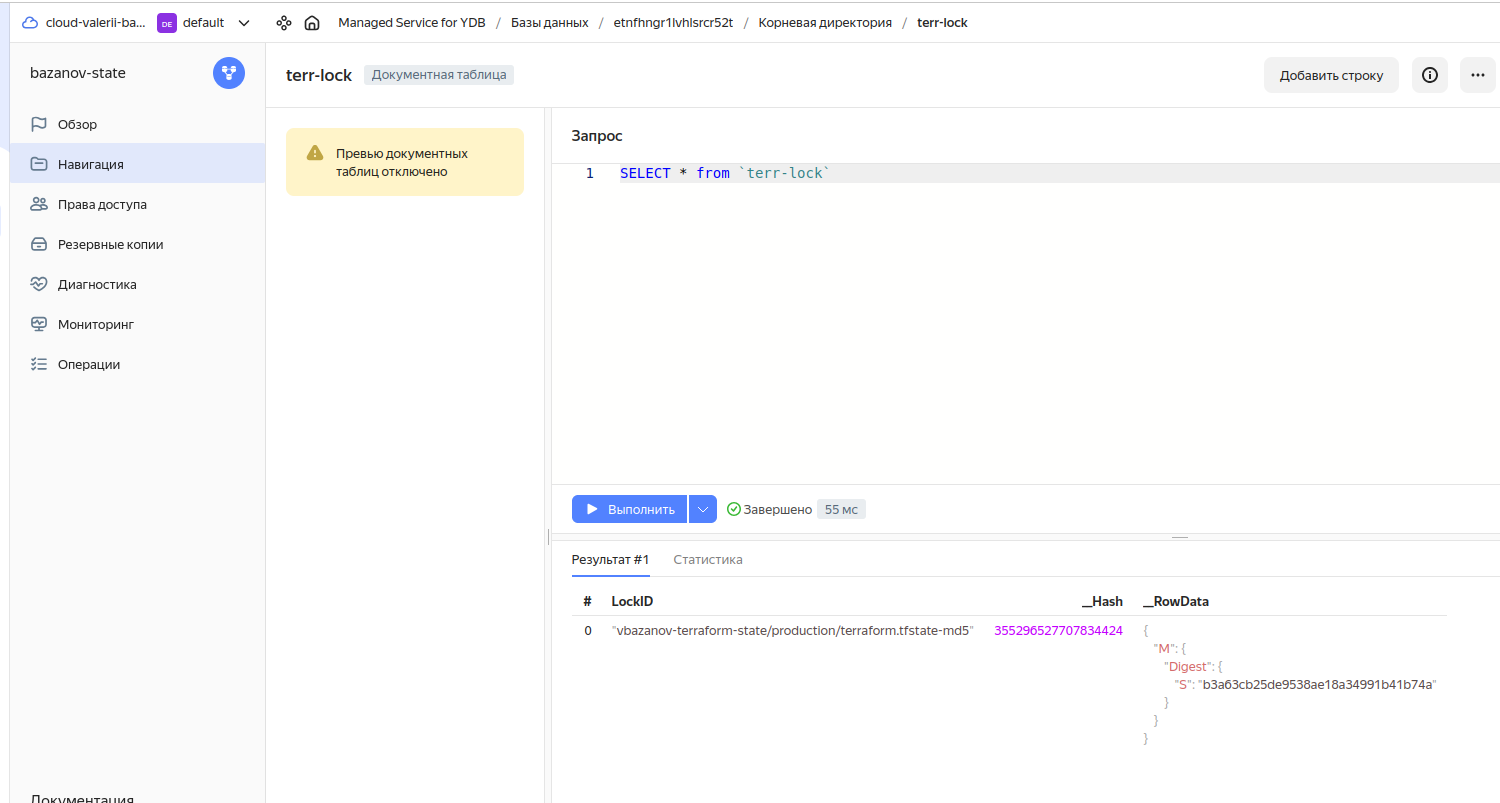 cloud-valerii-ba... DE default Managed Service for YDB / Базы данных / etnfhngr1lvhlsrcr52t / Корневая директория / terr-lock
bazanov-state
Обзор
Навигация
Права доступа
Резервные копии
Диагностика
Мониторинг
Операции
Документация
terr-lock Документная таблица Добавить строку
Превью документных
таблиц отключено
Запрос
1 SELECT * from `terr-lock`
Выполнить Завершено 55 мс
Результат #1 Статистика
# LockID __Hash __RowData
0 "vbazanov-terraform-state/production/terraform.tfstate-md5" 355296527707834424 {
"M": {
"Digest": {
"S": "b3a63cb25de9538ae18a34991b41b74a"
}
}
}